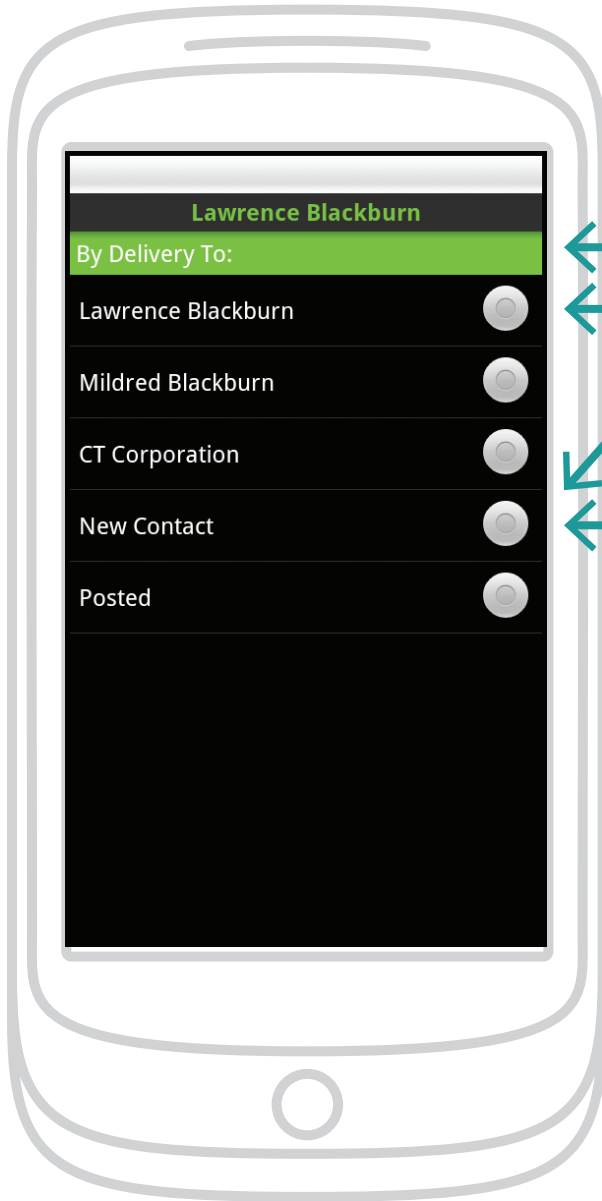 Lawrence Blackburn
By Delivery To:
Lawrence Blackburn
Mildred Blackburn
CT Corporation
New Contact
Posted